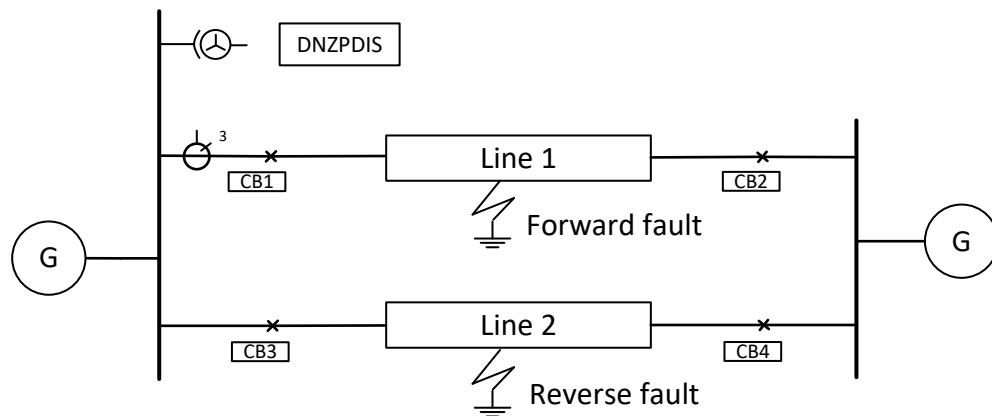 DNZPDIS
3
Line 1
CB1
CB2
Forward fault
G
G
Line 2
CB3
CB4
Reverse fault